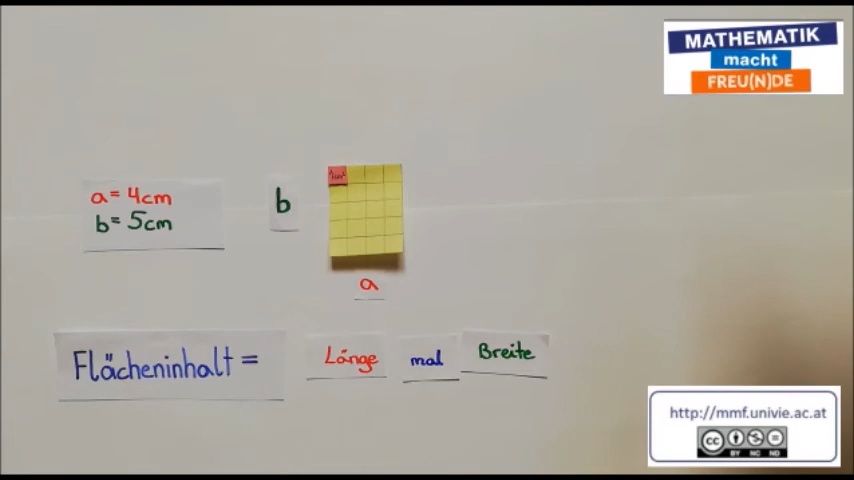 MATHEMATIK
macht
FREU(N)DE
1cm²
a = 4cm
b = 5cm
b
a
Flächeninhalt =
Länge
mal
Breite
http://mmf.univie.ac.at
cc
BY NC ND